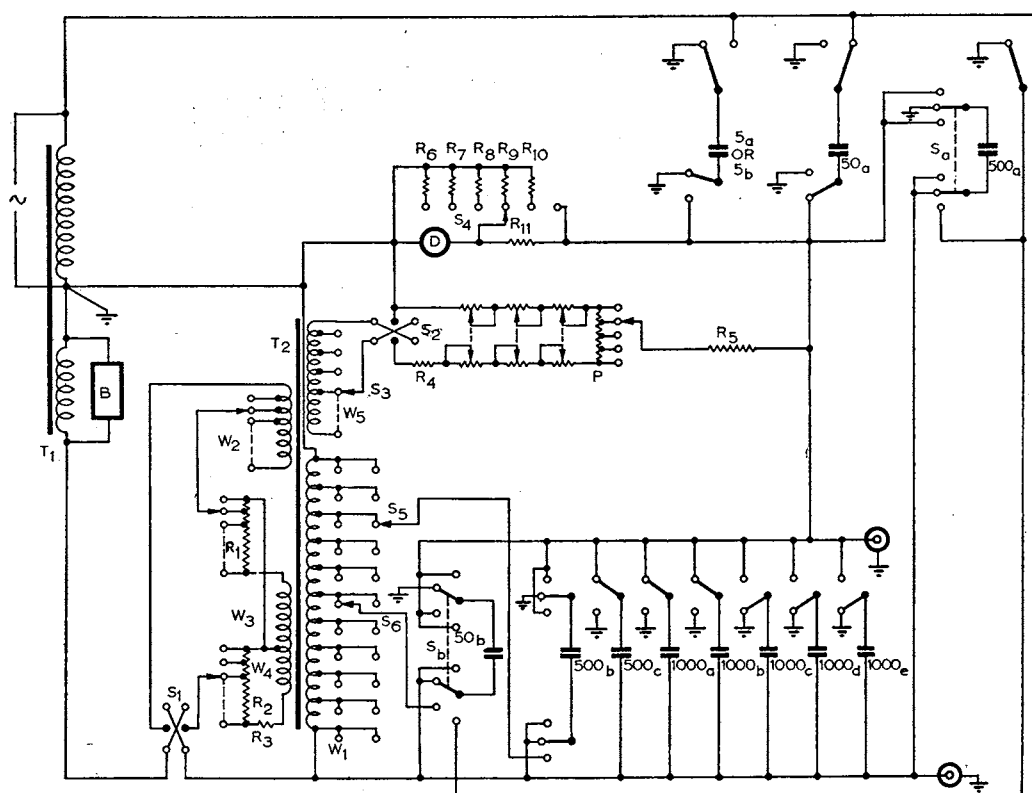 5a
OR
5b
50a
Sa
500a
R6 R7 R8 R9 R10
S4
R11
D
~
T2
S2
R4
P
R5
S3
W5
B
T1
W2
S5
R1
W3
S6
Sb
50b
500b
500c
1000a
1000b
1000c
1000d
1000e
W4
S1
R2
R3
W1